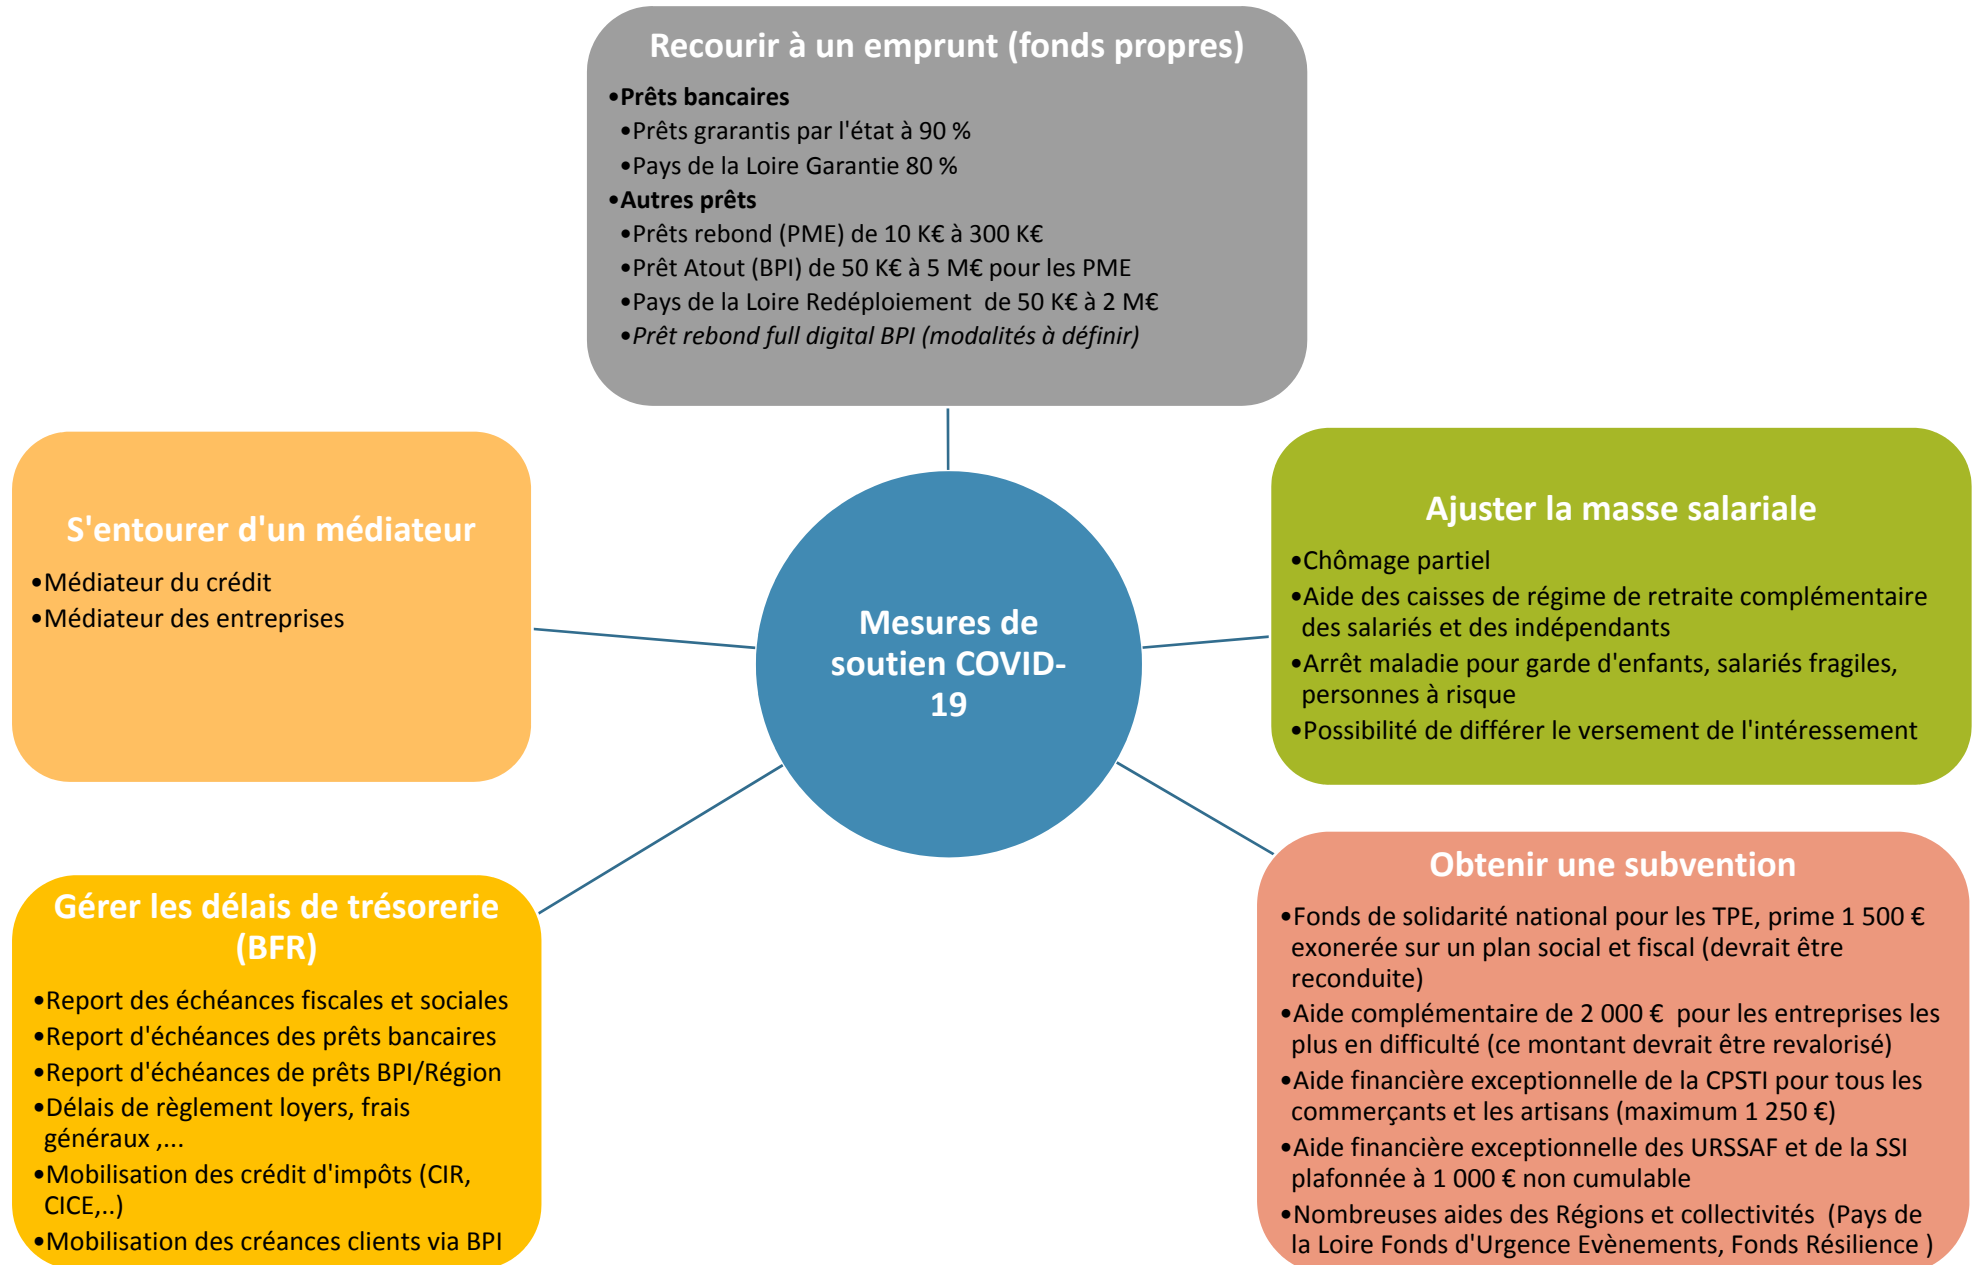 Recourir à un emprunt (fonds propres)
•Prêts bancaires
•Prêts grarantis par l'état à 90 %
•Pays de la Loire Garantie 80 %
•Autres prêts
•Prêts rebond (PME) de 10 K€ à 300 K€
•Prêt Atout (BPI) de 50 K€ à 5 M€ pour les PME
•Pays de la Loire Redéploiement  de 50 K€ à 2 M€
•Prêt rebond full digital BPI (modalités à définir)
S'entourer d'un médiateur
•Médiateur du crédit
•Médiateur des entreprises
Mesures de
soutien COVID-
19
Ajuster la masse salariale
•Chômage partiel
•Aide des caisses de régime de retraite complémentaire
des salariés et des indépendants
•Arrêt maladie pour garde d'enfants, salariés fragiles,
personnes à risque
•Possibilité de différer le versement de l'intéressement
Gérer les délais de trésorerie
(BFR)
•Report des échéances fiscales et sociales
•Report d'échéances des prêts bancaires
•Report d'échéances de prêts BPI/Région
•Délais de règlement loyers, frais
généraux ,...
•Mobilisation des crédit d'impôts (CIR,
CICE,..)
•Mobilisation des créances clients via BPI
Obtenir une subvention
•Fonds de solidarité national pour les TPE, prime 1 500 €
exonerée sur un plan social et fiscal (devrait être
reconduite)
•Aide complémentaire de 2 000 €  pour les entreprises les
plus en difficulté (ce montant devrait être revalorisé)
•Aide financière exceptionnelle de la CPSTI pour tous les
commerçants et les artisans (maximum 1 250 €)
•Aide financière exceptionnelle des URSSAF et de la SSI
plafonnée à 1 000 € non cumulable
•Nombreuses aides des Régions et collectivités  (Pays de
la Loire Fonds d'Urgence Evènements, Fonds Résilience )